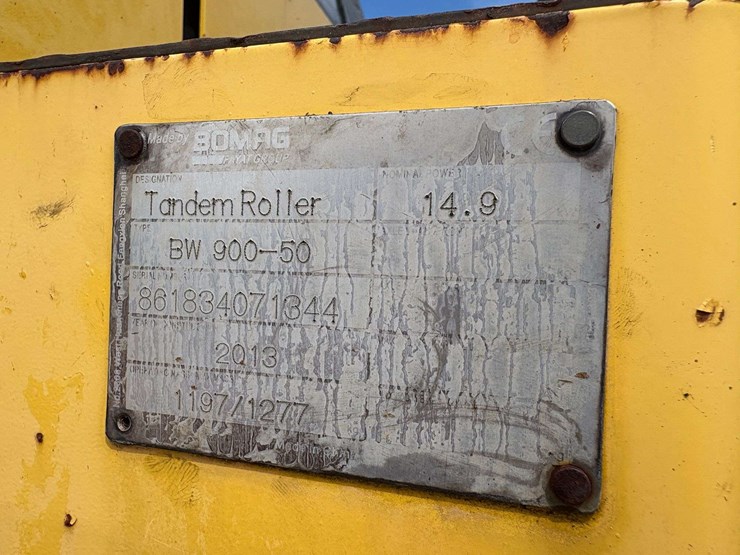 Made by BOMAG
FAYAT GROUP
DESIGNATION
Tandem Roller
NOMINAL POWER
14.9
TYPE
BW 900-50
SERIAL
861834071344
2013
1197/1277